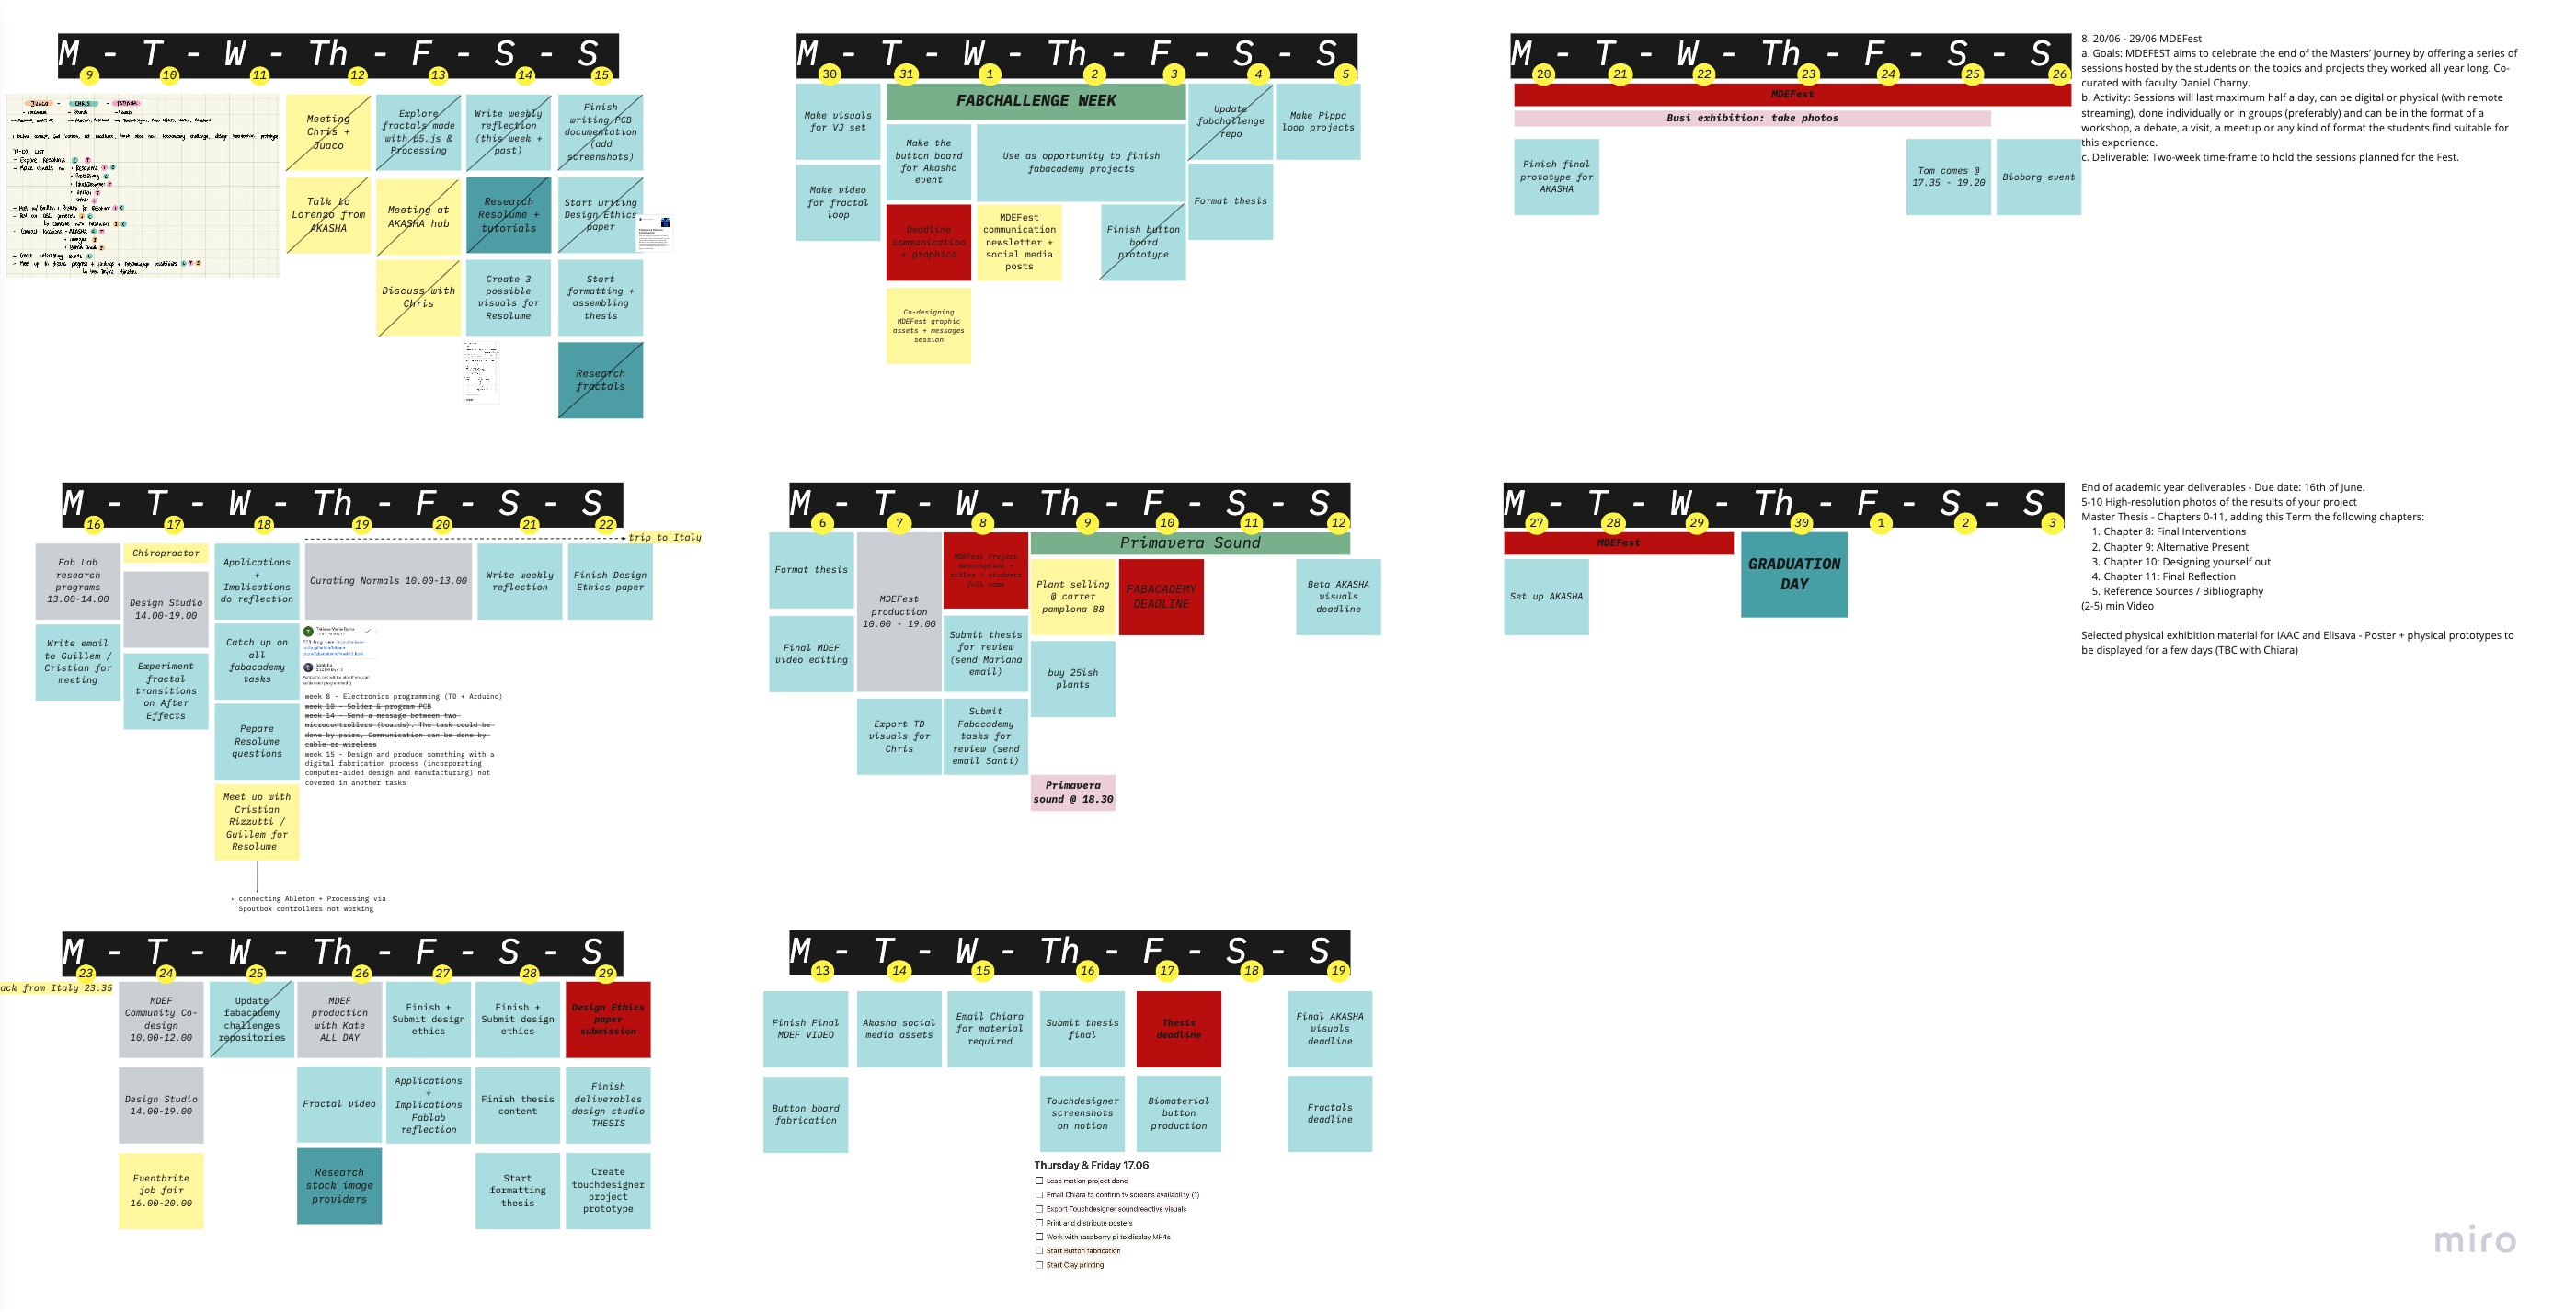 M - T - W - Th - F - S - S
9 10 11 12 13 14 15
JUACO - CHRIS -
TO-DO LIST
Meeting
Chris +
Juaco
Explore
fractals made
with p5.js &
Processing
Write weekly
reflection
(this week +
past)
Finish
writing PCB
documentation
(add
screenshots)
Talk to
Lorenzo from
AKASHA
Meeting at
AKASHA hub
Research
Resolume +
tutorials
Start writing
Design Ethics
paper
Discuss with
Chris
Create 3
possible
visuals for
Resolume
Start
formatting +
assembling
thesis
Research
fractals
M - T - W - Th - F - S - S
30 31 1 2 3 4 5
Make visuals
for VJ set
FABCHALLENGE WEEK
Update
fabchallenge
repo
Make Pippa
loop projects
Make the
button board
for Akasha
event
Use as opportunity to finish
fabacademy projects
Make video
for fractal
loop
Format thesis
Deadline
communication
+ graphics
MDEFest
communication
newsletter +
social media
posts
Finish button
board
prototype
Co-designing
MDEFest graphic
assets + messages
session
M - T - W - Th - F - S - S
20 21 22 23 24 25 26
MDEFest
Busi exhibition: take photos
Finish final
prototype for
AKASHA
Tom comes @
17.35 - 19.20
Bioborg event
8. 20/06 - 29/06 MDEFest
a. Goals: MDEFEST aims to celebrate the end of the Masters' journey by offering a series of
sessions hosted by the students on the topics and projects they worked all year long. Co-
curated with faculty Daniel Charny.
b. Activity: Sessions will last maximum half a day, can be digital or physical (with remote
streaming), done individually or in groups (preferably) and can be in the format of a
workshop, a debate, a visit, a meetup or any kind of format the students find suitable for
this experience.
c. Deliverable: Two-week time-frame to hold the sessions planned for the Fest.
M - T - W - Th - F - S - S
16 17 18 19 20 21 22
trip to Italy
Fab Lab
research
programs
13.00-14.00
Chiropractor
Design Studio
14.00-19.00
Applications
+
Implications
do reflection
Curating Normals 10.00-13.00
Write weekly
reflection
Finish Design
Ethics paper
Write email
to Guillem /
Cristian for
meeting
Experiment
fractal
transitions
on After
Effects
Catch up on
all
fabacademy
tasks
week 8 - Electronics programming (TD + Arduino)
week 10 - Solder & program PCB
week 14 - Send a message between two
microcontrollers (boards). The task could be
done by pairs, Communication can be done by
cable or wireless
week 15 - Design and produce something with a
digital fabrication process (incorporating
computer-aided design and manufacturing) not
covered in another tasks
Pepare
Resolume
questions
Meet up with
Cristian
Rizzutti /
Guillem for
Resolume
• connecting Ableton + Processing via
Spoutbox controllers not working
M - T - W - Th - F - S - S
6 7 8 9 10 11 12
Format thesis
MDEFest
production
10.00 - 19.00
MDEFest Project
description +
titles + students
full name
Primavera Sound
Plant selling
@ carrer
pamplona 88
FABACADEMY
DEADLINE
Beta AKASHA
visuals
deadline
Final MDEF
video editing
Submit thesis
for review
(send Mariana
email)
buy 25ish
plants
Export TD
visuals for
Chris
Submit
Fabacademy
tasks for
review (send
email Santi)
Primavera
sound @ 18.30
M - T - W - Th - F - S - S
27 28 29 30 1 2 3
MDEFest
GRADUATION
DAY
Set up AKASHA
End of academic year deliverables - Due date: 16th of June.
5-10 High-resolution photos of the results of your project
Master Thesis - Chapters 0-11, adding this Term the following chapters:
1. Chapter 8: Final Interventions
2. Chapter 9: Alternative Present
3. Chapter 10: Designing yourself out
4. Chapter 11: Final Reflection
5. Reference Sources / Bibliography
(2-5) min Video
Selected physical exhibition material for IAAC and Elisava - Poster + physical prototypes to
be displayed for a few days (TBC with Chiara)
M - T - W - Th - F - S - S
23 24 25 26 27 28 29
ack from Italy 23.35
MDEF
Community Co-
design
10.00-12.00
Update
fabacademy
challenges
repositories
MDEF
production
with Kate
ALL DAY
Finish +
Submit design
ethics
Finish +
Submit design
ethics
Design Ethics
paper
submission
Design Studio
14.00-19.00
Fractal video
Applications
+
Implications
Fablab
reflection
Finish thesis
content
Finish
deliverables
design studio
THESIS
Eventbrite
job fair
16.00-20.00
Research
stock image
providers
Start
formatting
thesis
Create
touchdesigner
project
prototype
M - T - W - Th - F - S - S
13 14 15 16 17 18 19
Finish Final
MDEF VIDEO
Akasha social
media assets
Email Chiara
for material
required
Submit thesis
final
Thesis
deadline
Final AKASHA
visuals
deadline
Button board
fabrication
Touchdesigner
screenshots
on notion
Biomaterial
button
production
Fractals
deadline
Thursday & Friday 17.06
Leap motion project done
Email Chiara to confirm tv screens availability (1)
Export Touchdesigner soundreactive visuals
Print and distribute posters
Work with raspberry pi to display MP4s
Start Button fabrication
Start Clay printing
miro